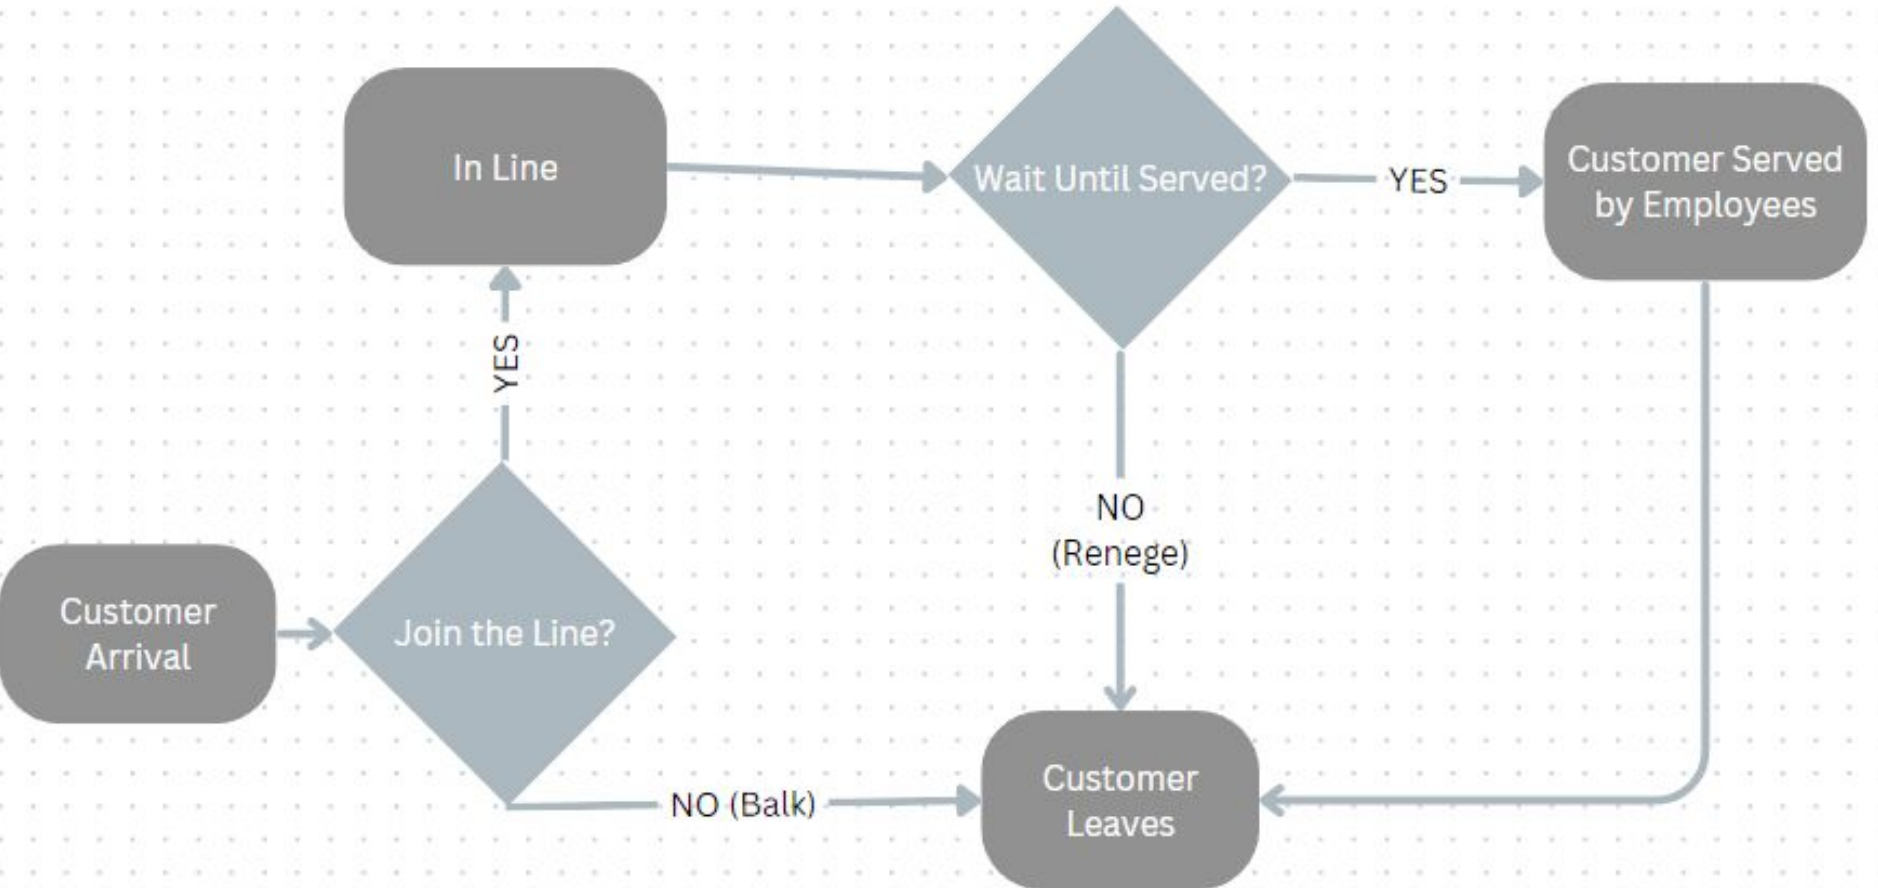 In Line
Wait Until Served?
YES
Customer Served
by Employees
YES
NO
(Renege)
Customer
Arrival
Join the Line?
NO (Balk)
Customer
Leaves